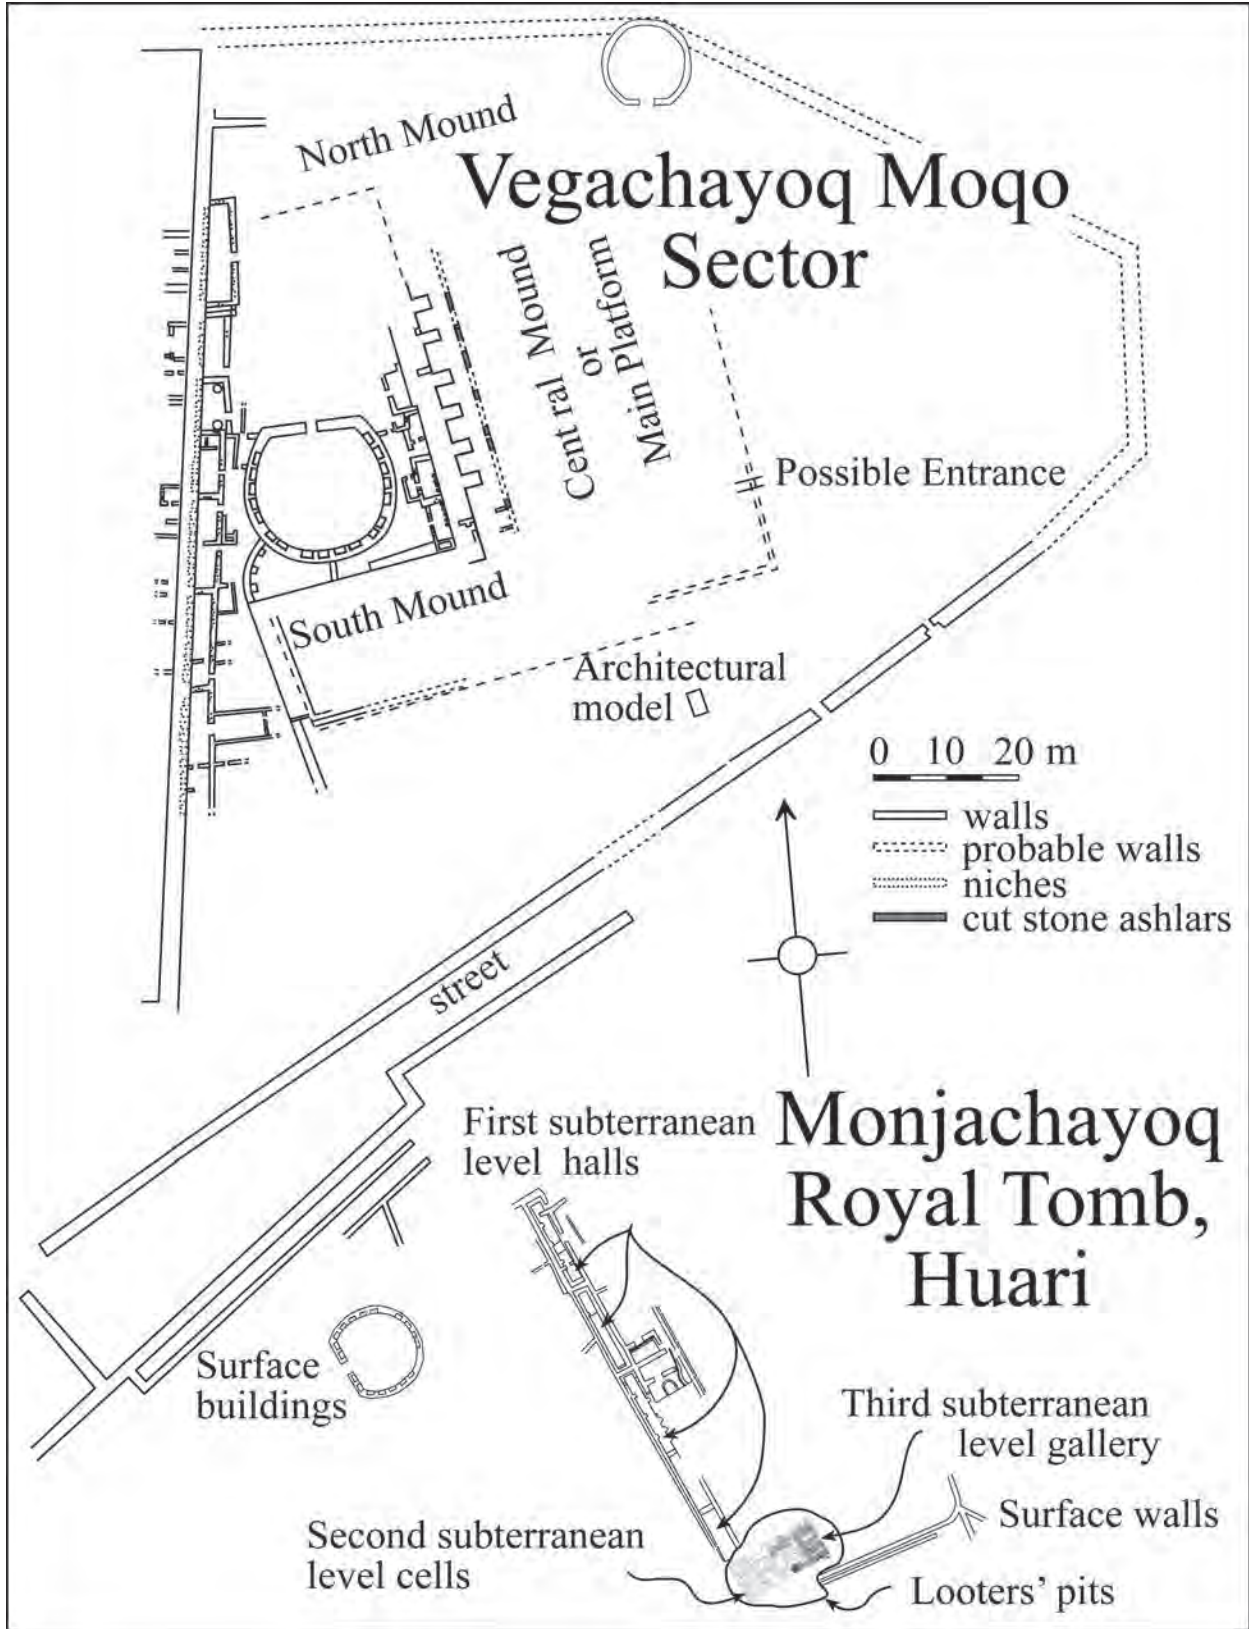 North Mound
Vegachayoq Moqo
Sector
Central Mound
or
Main Platform
Possible Entrance
South Mound
Architectural
model
0 10 20 m
walls
probable walls
niches
cut stone ashlars
street
First subterranean
level halls
Monjachayoq
Royal Tomb,
Huari
Surface
buildings
Third subterranean
level gallery
Second subterranean
level cells
Surface walls
Looters’ pits